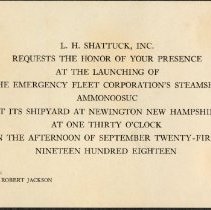 L. H. SHATTUCK, INC.
REQUESTS THE HONOR OF YOUR PRESENCE
AT THE LAUNCHING OF
HE EMERGENCY FLEET CORPORATION'S STEAMSH
AMMONOOSUC
T ITS SHIPYARD AT NEWINGTON NEW HAMPSHI
AT ONE THIRTY O'CLOCK
N THE AFTERNOON OF SEPTEMBER TWENTY-FIR
NINETEEN HUNDRED EIGHTEEN
ROBERT JACKSON